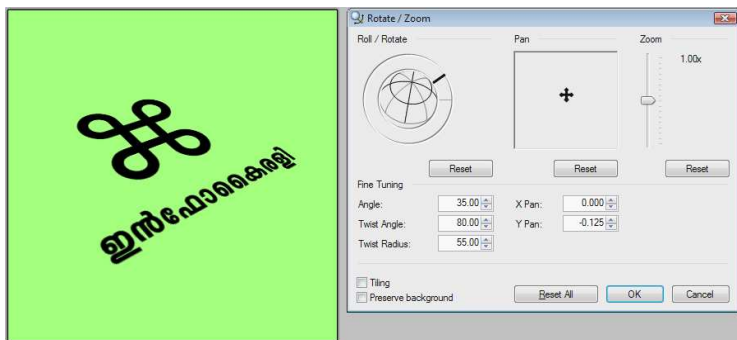 ഇൻഫോകൈരളി
Rotate / Zoom
Roll / Rotate
Pan
Zoom
1.00x
Reset
Reset
Reset
Fine Tuning
Angle: 35.00 X Pan: 0.000
Twist Angle: 80.00 Y Pan: -0.125
Twist Radius: 55.00
Tiling
Preserve background
Reset All OK Cancel